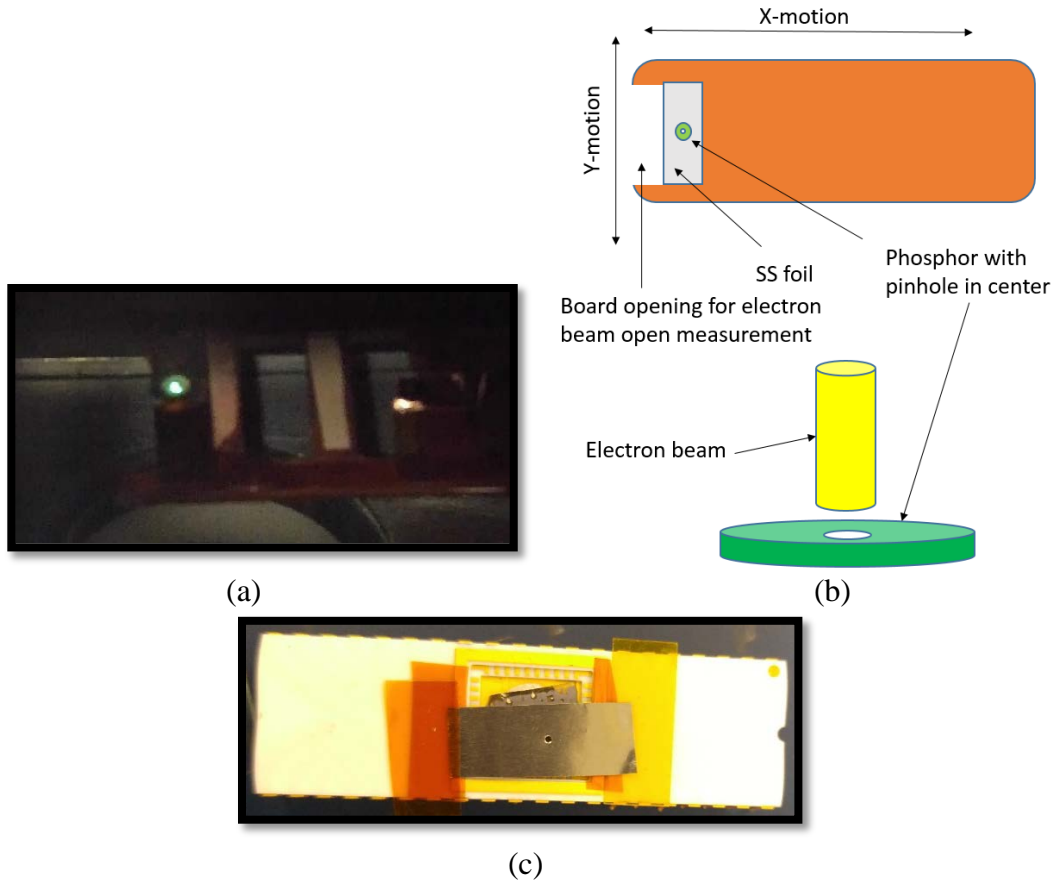 X-motion
Y-motion
SS foil
Phosphor with
pinhole in center
Board opening for electron
beam open measurement
Electron beam
(a)
(b)
(c)